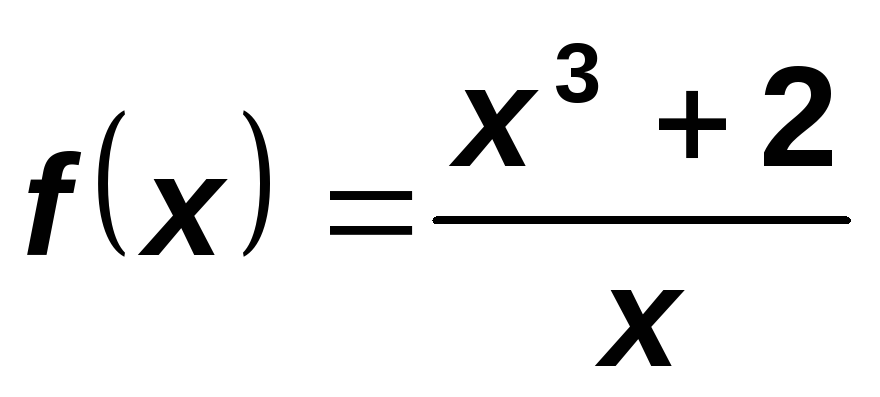 f(x) = (x³ + 2)/x